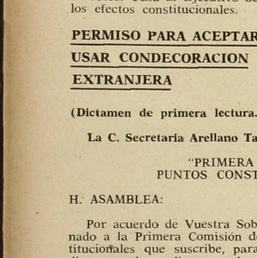 los efectos constitucionales.
PERMISO PARA ACEPTAR
USAR CONDECORACION
EXTRANJERA
(Dictamen de primera lectura.
La C. Secretaria Arellano
"PRIMERA
PUNTOS
H. ASAMBLEA:
Por acuerdo de Vuestra
nado a la Primera Comisión
titucionales que suscribe, para